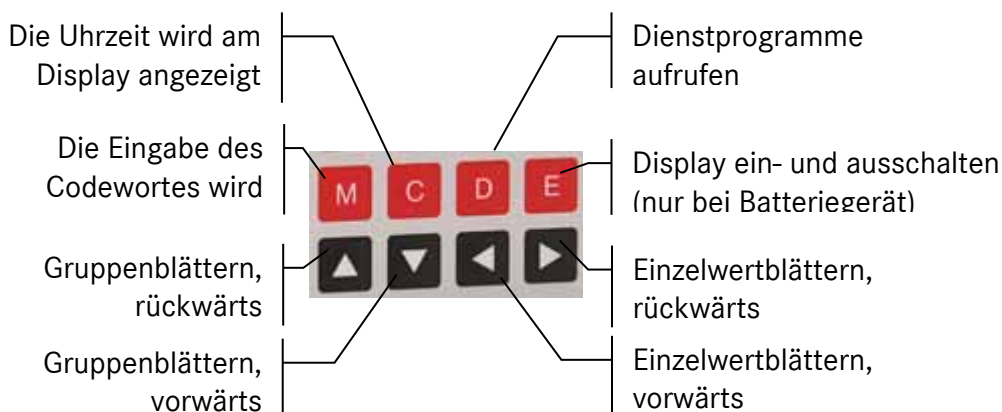 Die Uhrzeit wird am
Display angezeigt
Dienstprogramme
aufrufen
Die Eingabe des
Codewortes wird
M C D E
Display ein- und ausschalten
(nur bei Batteriegerät)
Gruppenblättern,
rückwärts
Einzelwertblättern,
rückwärts
Gruppenblättern,
vorwärts
Einzelwertblättern,
vorwärts